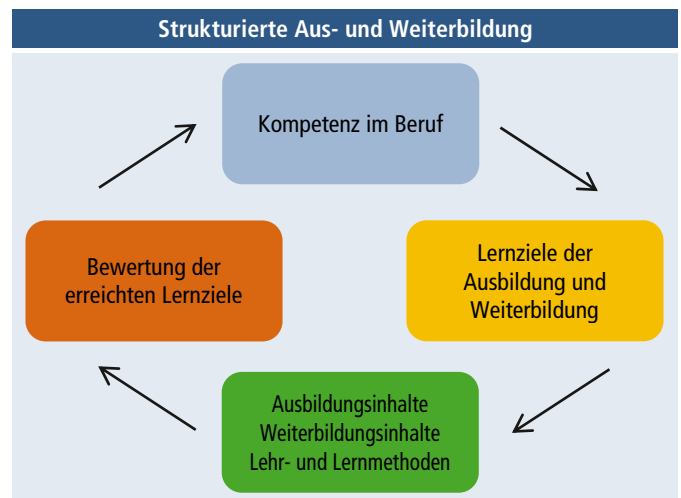 Strukturierte Aus- und Weiterbildung
Kompetenz im Beruf
Bewertung der
erreichten Lernziele
Lernziele der
Ausbildung und
Weiterbildung
Ausbildungsinhalte
Weiterbildungsinhalte
Lehr- und Lernmethoden